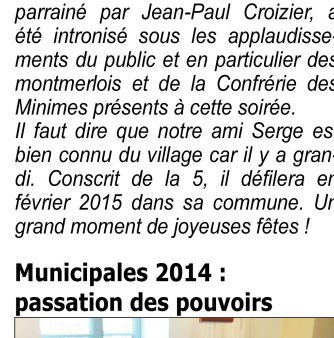 parrainé par Jean-Paul Croizier, a
été intronisé sous les applaudisse-
ments du public et en particulier des
montmerlois et de la Confrérie des
Minimes présents à cette soirée.
Il faut dire que notre ami Serge est
bien connu du village car il y a gran-
di. Conscrit de la 5, il défilera en
février 2015 dans sa commune. Un
grand moment de joyeuses fêtes !
Municipales 2014 :
passation des pouvoirs